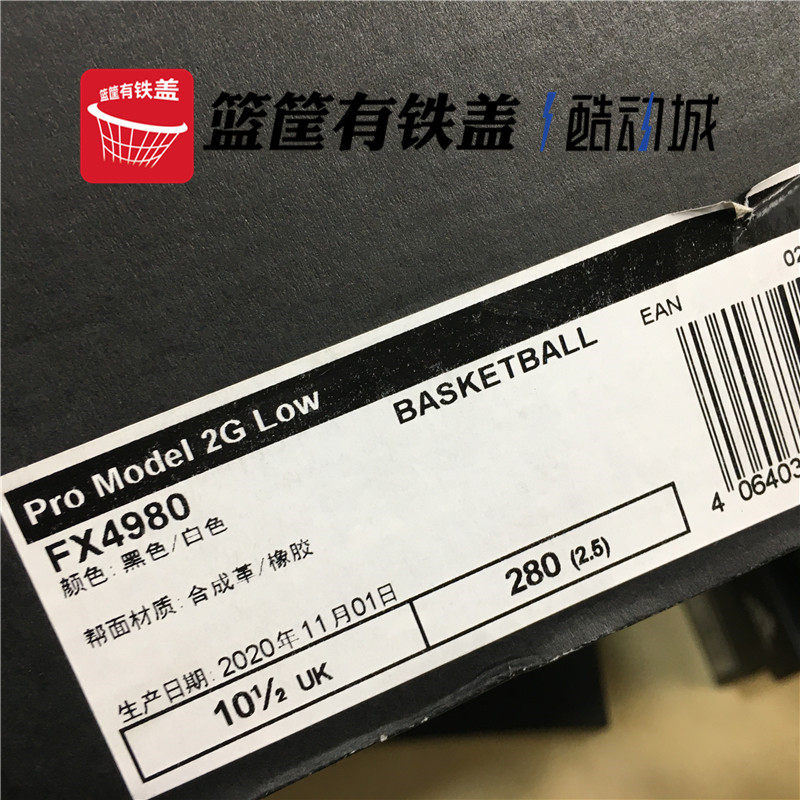 篮筐有铁盖
篮筐有铁盖 酷动城
Pro Model 2G Low
BASKETBALL
EAN
02
FX4980
颜色: 黑色/白色
帮面材质: 合成革/橡胶
生产日期: 2020年11月01日
10½ UK
280 (2.5)
4 06403